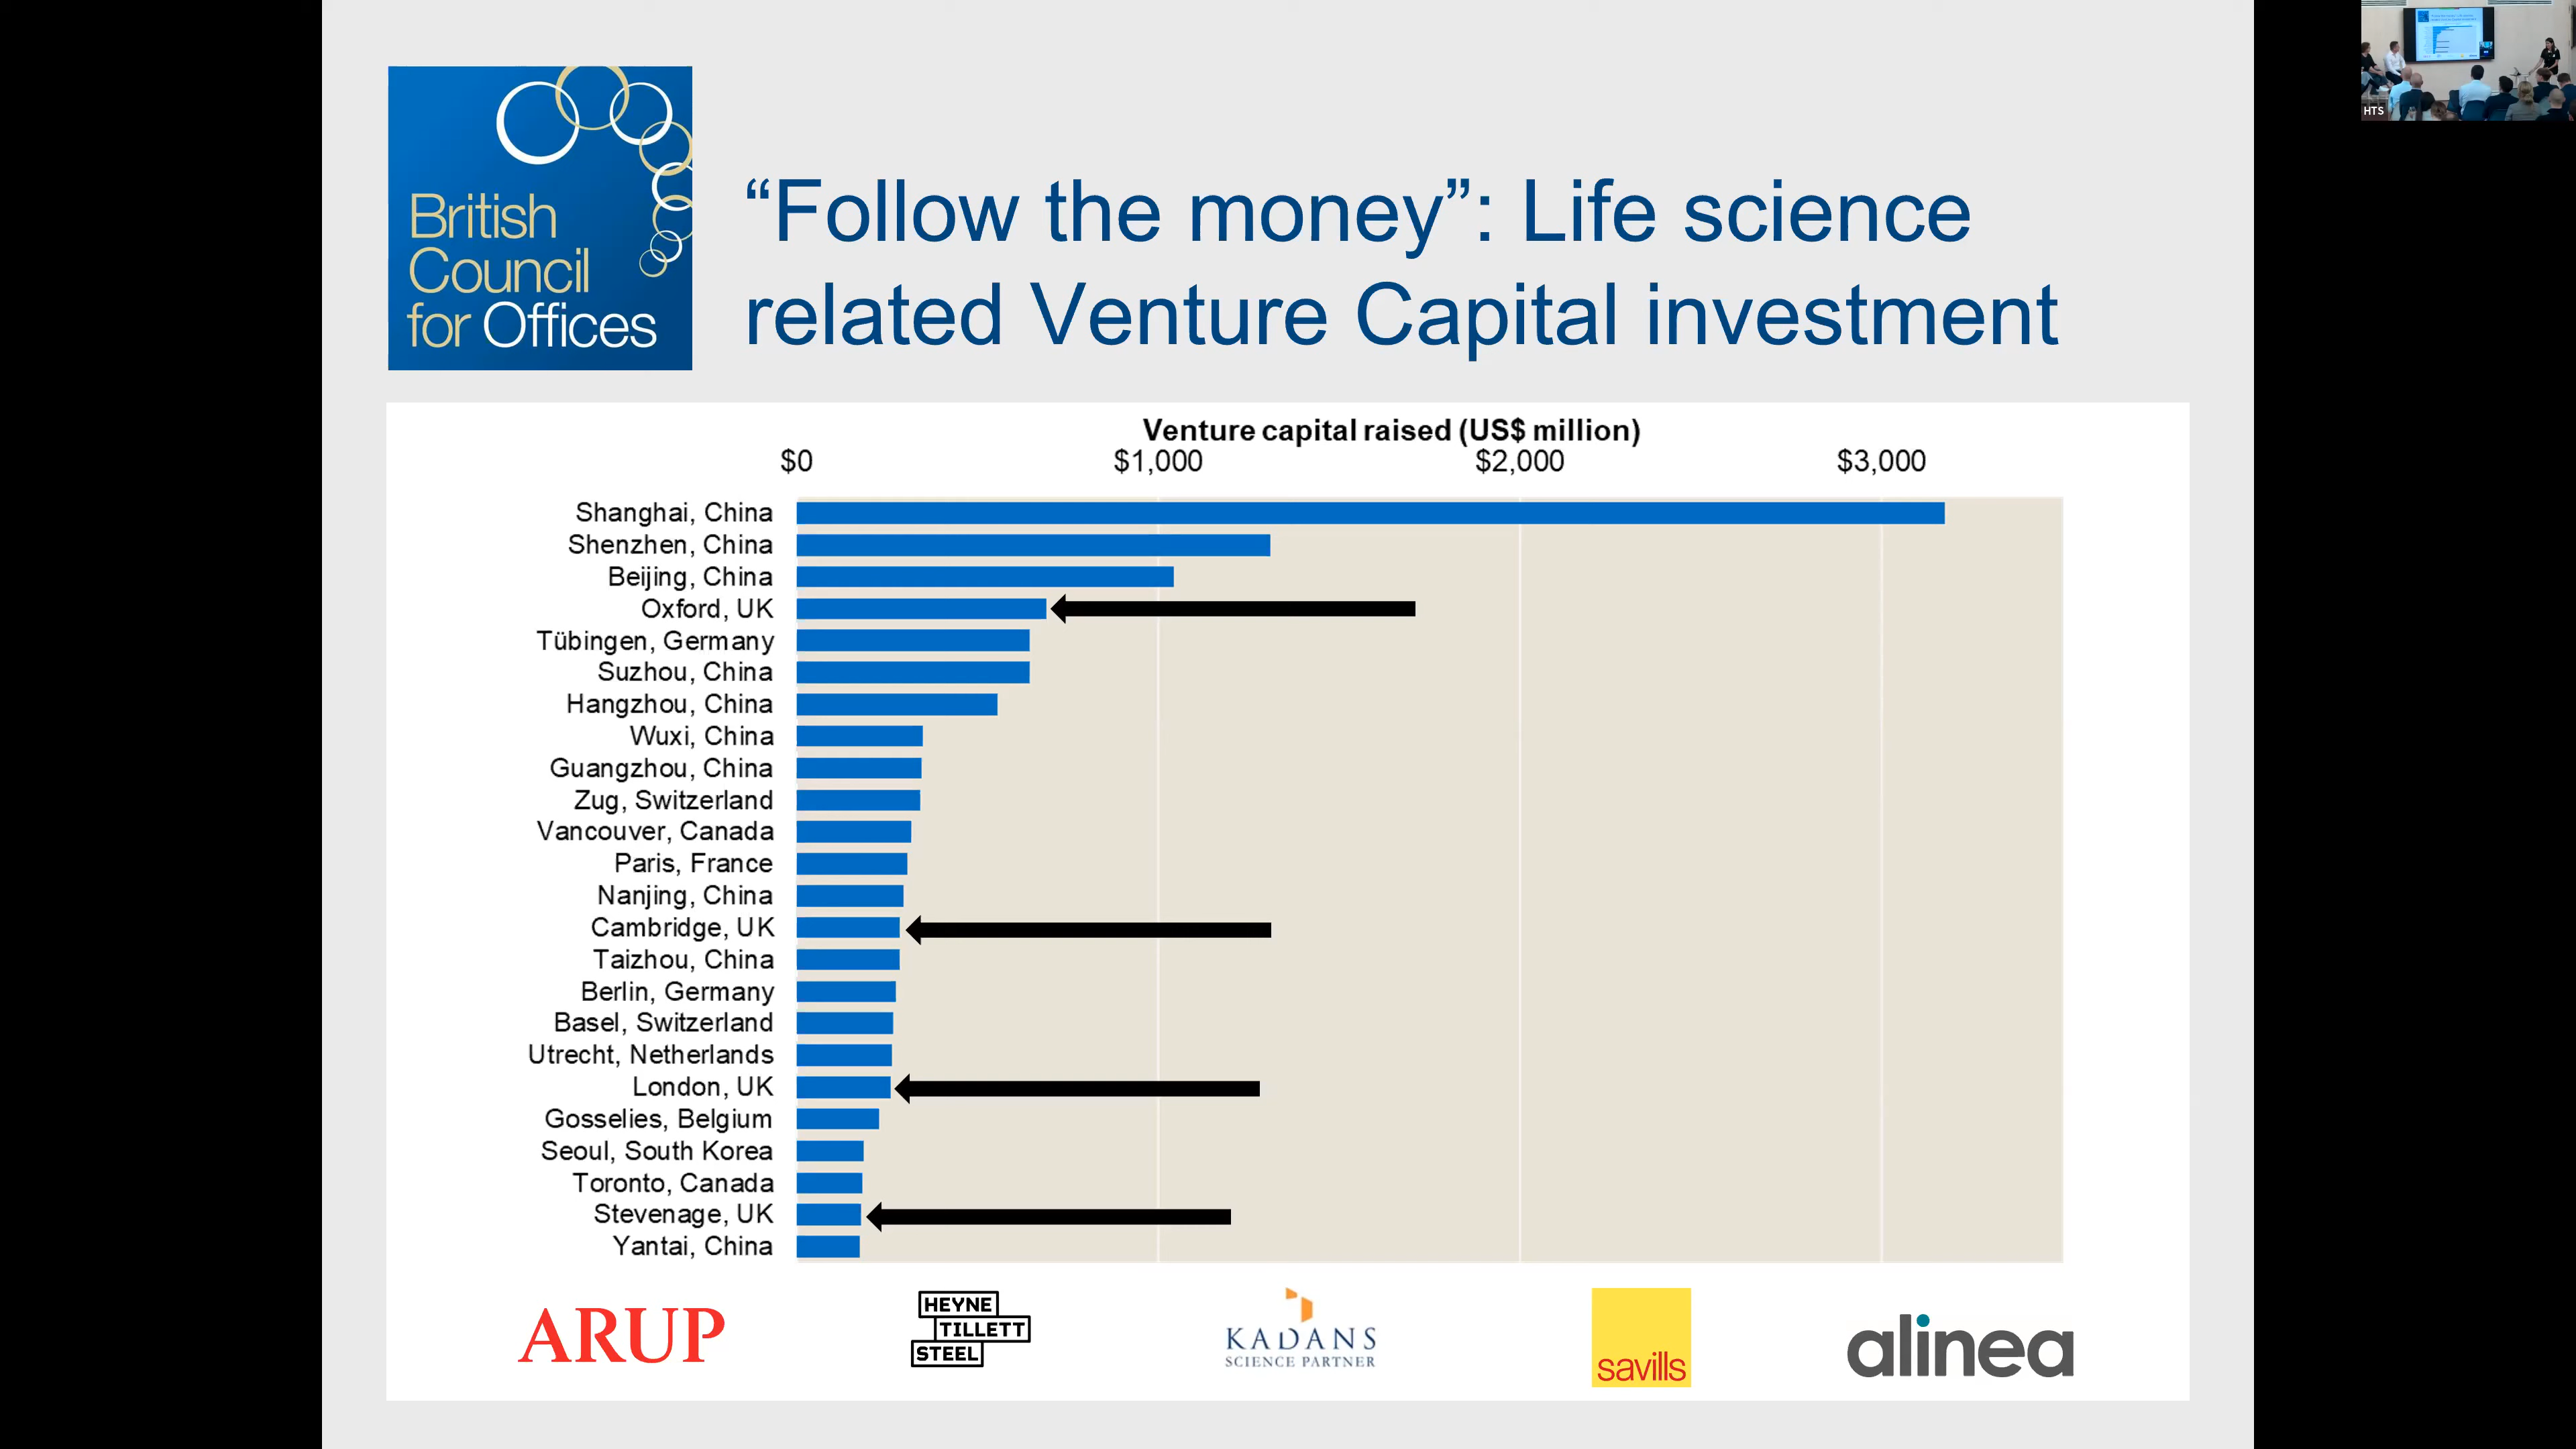 British
Council
for Offices
“Follow the money”: Life science
related Venture Capital investment
Venture capital raised (US$ million)
$0 $1,000 $2,000 $3,000
Shanghai, China
Shenzhen, China
Beijing, China
Oxford, UK
Tübingen, Germany
Suzhou, China
Hangzhou, China
Wuxi, China
Guangzhou, China
Zug, Switzerland
Vancouver, Canada
Paris, France
Nanjing, China
Cambridge, UK
Taizhou, China
Berlin, Germany
Basel, Switzerland
Utrecht, Netherlands
London, UK
Gosselies, Belgium
Seoul, South Korea
Toronto, Canada
Stevenage, UK
Yantai, China
ARUP
HEYNE
TILLETT
STEEL
KADANS
SCIENCE PARTNER
savills
alinea
HTS